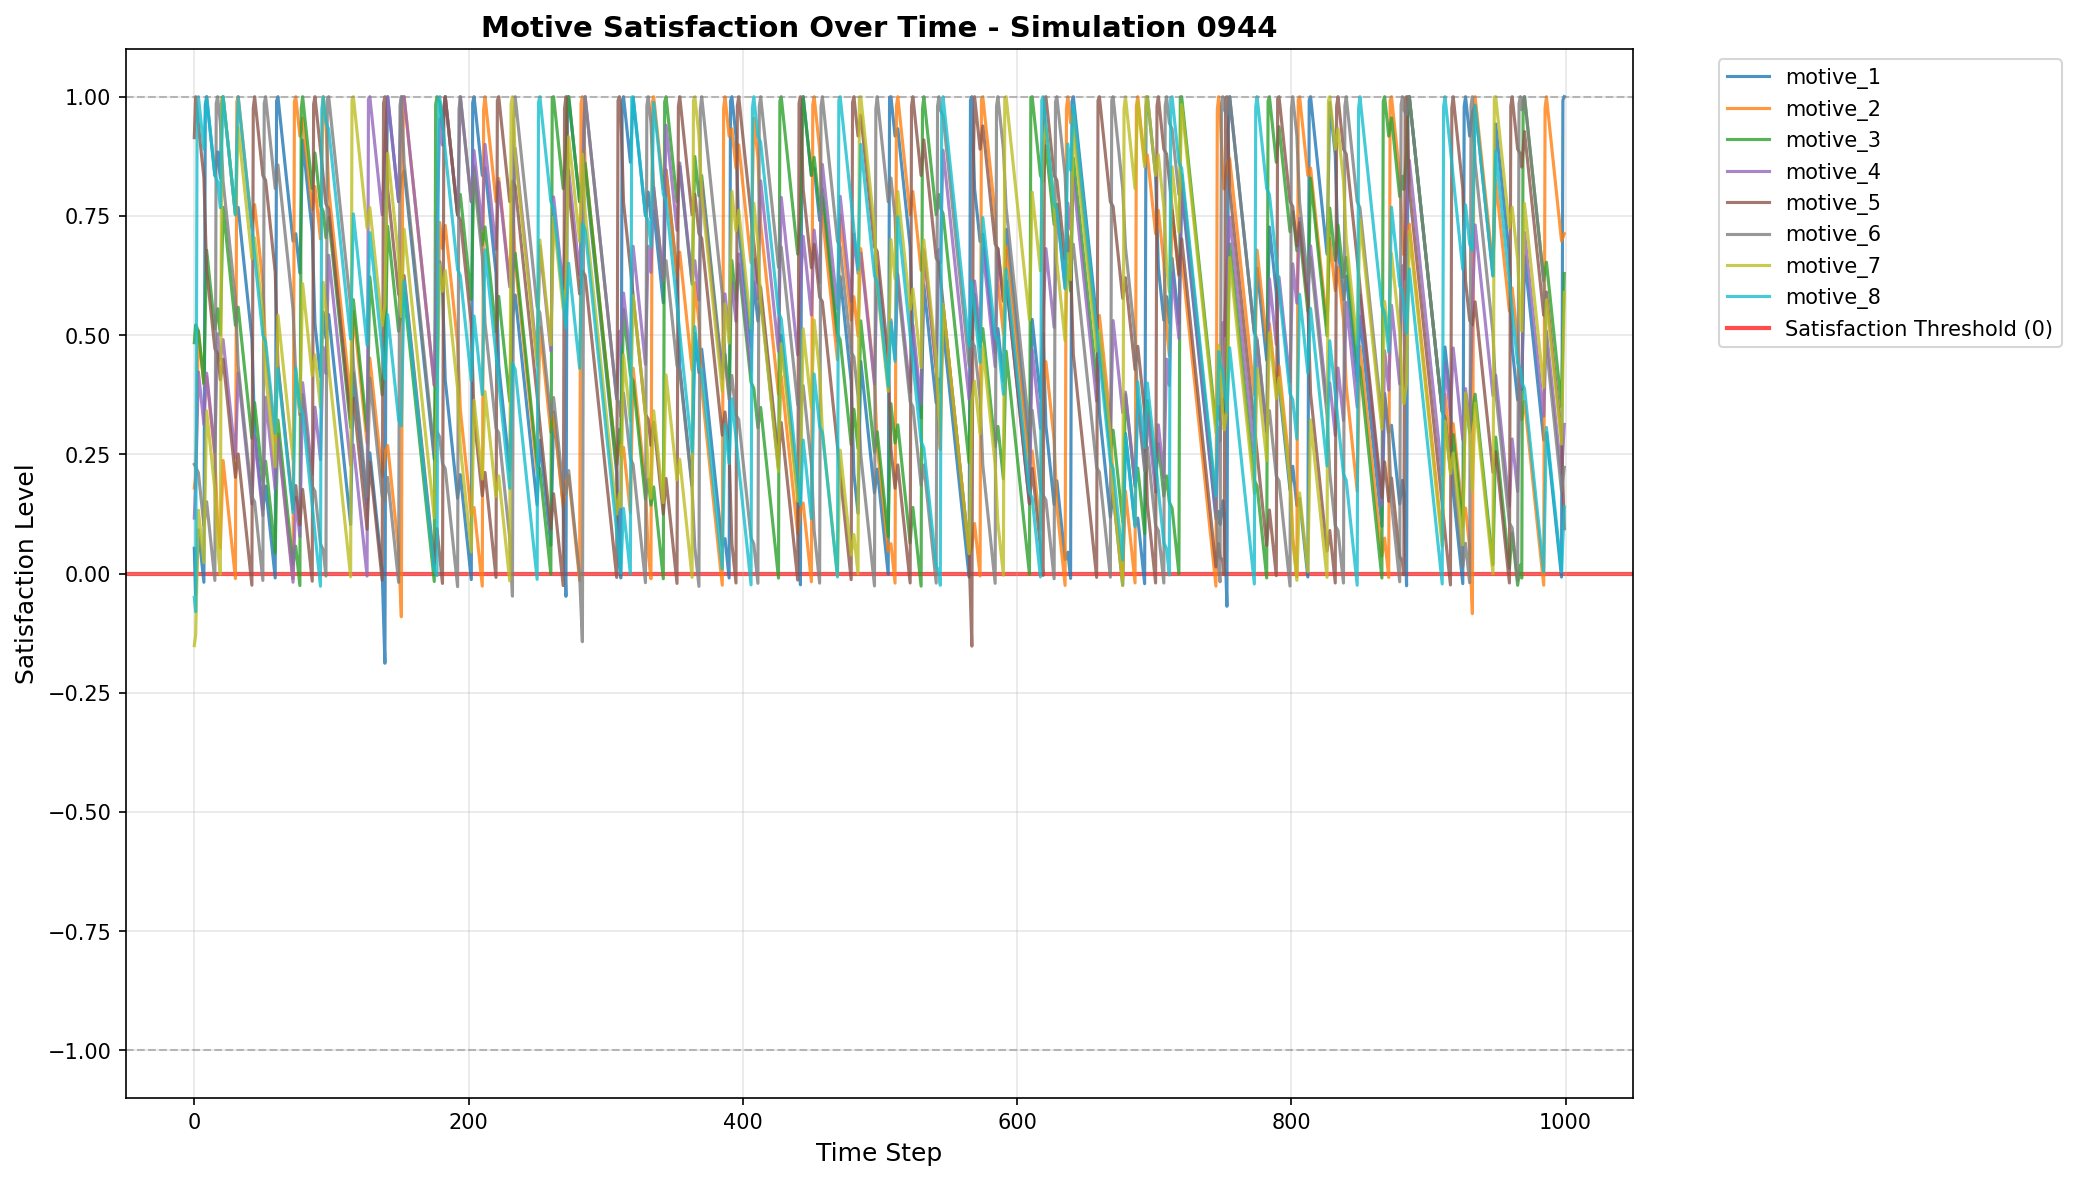 Motive Satisfaction Over Time - Simulation 0944
1.00
0.75
0.50
0.25
0.00
−0.25
−0.50
−0.75
−1.00
Satisfaction Level
0
200
400
600
800
1000
Time Step
motive_1
motive_2
motive_3
motive_4
motive_5
motive_6
motive_7
motive_8
Satisfaction Threshold (0)